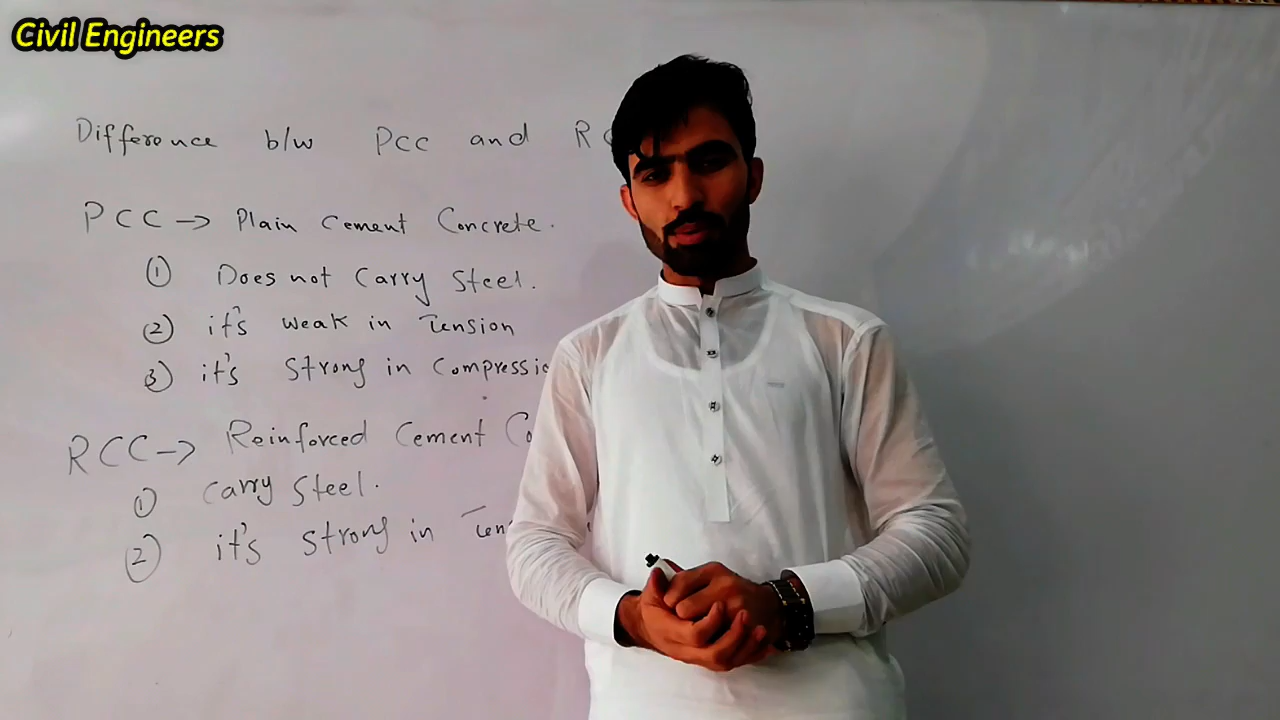 Civil Engineers
Difference b/w PCC and
PCC → Plain Cement Concrete.
① Does not Carry Steel.
② it's weak in Tension
③ it's Strong in Compressio
RCC → Reinforced Cement Co
① Carry Steel.
② it's Strong in Ten